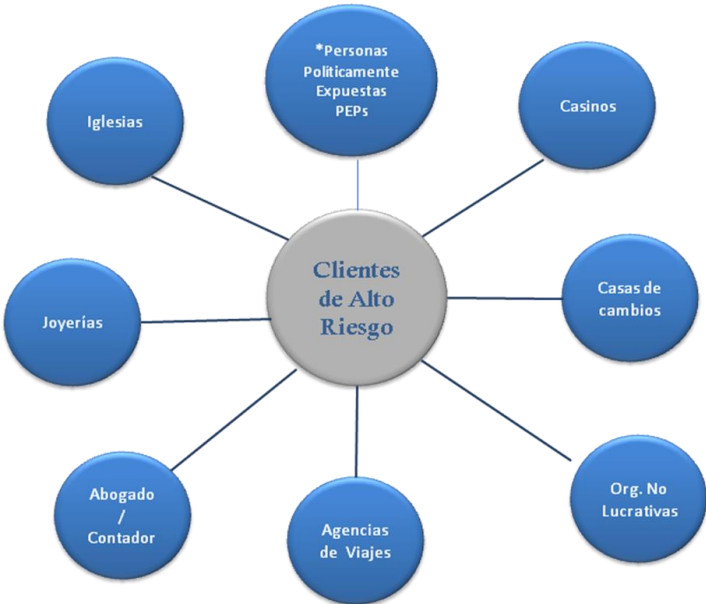 *Personas
Políticamente
Expuestas
PEPs
Casinos
Iglesias
Clientes
de Alto
Riesgo
Casas de
cambios
Joyerías
Abogado
/
Contador
Agencias
de Viajes
Org. No
Lucrativas